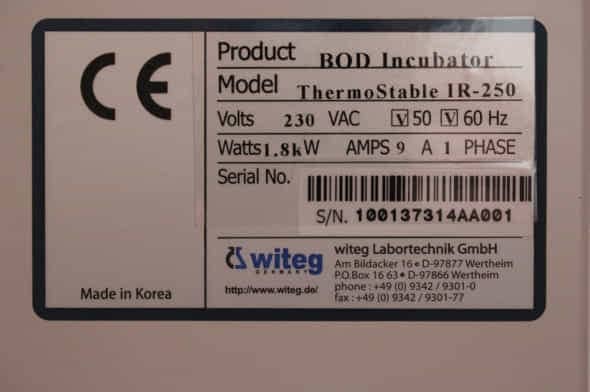 CE
Product BOD Incubator
Model ThermoStable IR-250
Volts 230 VAC ☑ 50 ☑ 60 Hz
Watts 1.8kW AMPS 9 A 1 PHASE
Serial No.
S/N. 100137314AA001
witeg
GERMANY
witeg Labortechnik GmbH
Am Bildacker 16 • D-97877 Wertheim
P.O.Box 16 63 • D-97866 Wertheim
phone : +49 (0) 9342 / 9301-0
fax : +49 (0) 9342 / 9301-77
http://www.witeg.de/
Made in Korea